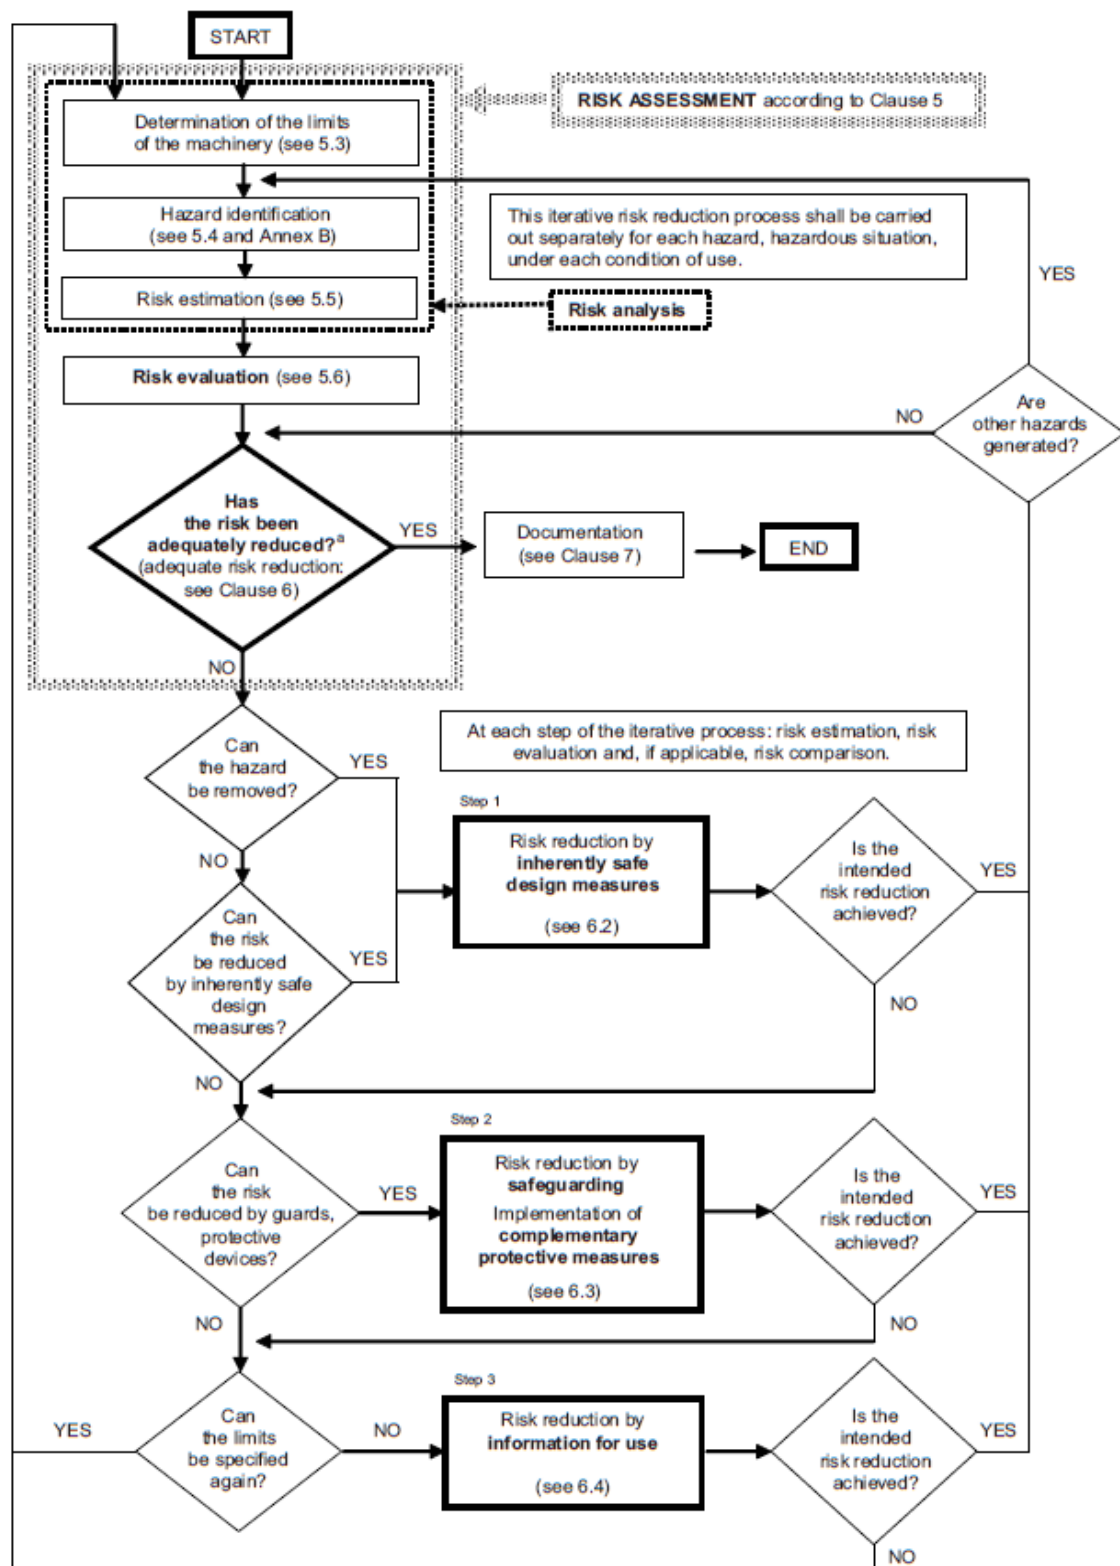 START
RISK ASSESSMENT according to Clause 5
Determination of the limits
of the machinery (see 5.3)
Hazard identification
(see 5.4 and Annex B)
This iterative risk reduction process shall be carried
out separately for each hazard, hazardous situation,
under each condition of use.
YES
Risk estimation (see 5.5)
Risk analysis
Risk evaluation (see 5.6)
Are
other hazards
generated?
NO
Has
the risk been
adequately reduced?ª
(adequate risk reduction:
see Clause 6)
YES
Documentation
(see Clause 7)
END
NO
At each step of the iterative process: risk estimation, risk
evaluation and, if applicable, risk comparison.
Can
the hazard
be removed?
YES
Step 1
Risk reduction by
inherently safe
design measures
(see 6.2)
Is the
intended
risk reduction
achieved?
YES
NO
Can
the risk
be reduced
by inherently safe
design
measures?
YES
NO
NO
Step 2
Can
the risk
be reduced by guards,
protective
devices?
YES
Risk reduction by
safeguarding
Implementation of
complementary
protective measures
(see 6.3)
Is the
intended
risk reduction
achieved?
YES
NO
NO
Step 3
YES
Can
the limits
be specified
again?
NO
Risk reduction by
information for use
(see 6.4)
Is the
intended
risk reduction
achieved?
YES
NO